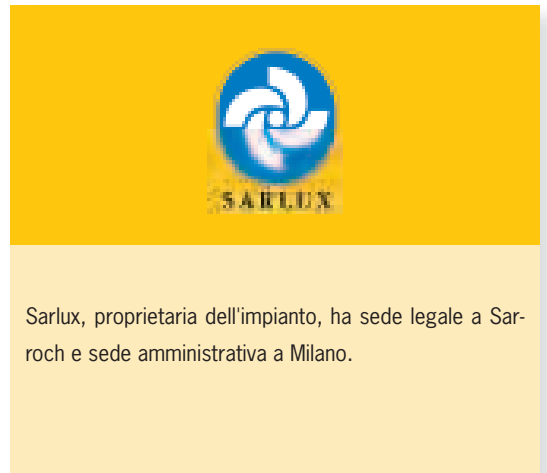 SARLUX
Sarlux, proprietaria dell'impianto, ha sede legale a Sar-
roch e sede amministrativa a Milano.